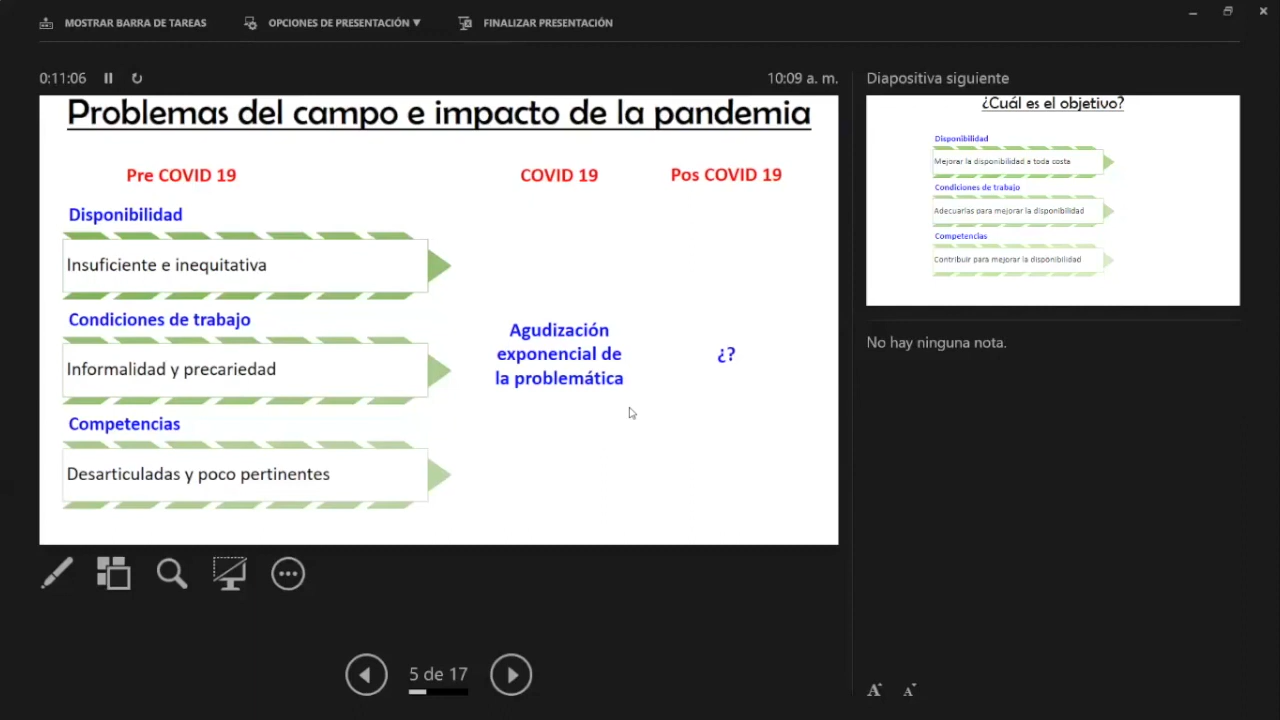 MOSTRAR BARRA DE TAREAS
OPCIONES DE PRESENTACIÓN ▼
FINALIZAR PRESENTACIÓN
0:11:06
10:09 a. m.
Problemas del campo e impacto de la pandemia
Pre COVID 19
COVID 19
Pos COVID 19
Disponibilidad
Insuficiente e inequitativa
Condiciones de trabajo
Informalidad y precariedad
Competencias
Desarticuladas y poco pertinentes
Agudización
exponencial de
la problemática
¿?
5 de 17
Diapositiva siguiente
¿Cuál es el objetivo?
Disponibilidad
Mejorar la disponibilidad a toda costa
Condiciones de trabajo
Adecuarlas para mejorar la disponibilidad
Competencias
Contribuir para mejorar la disponibilidad
No hay ninguna nota.
A A